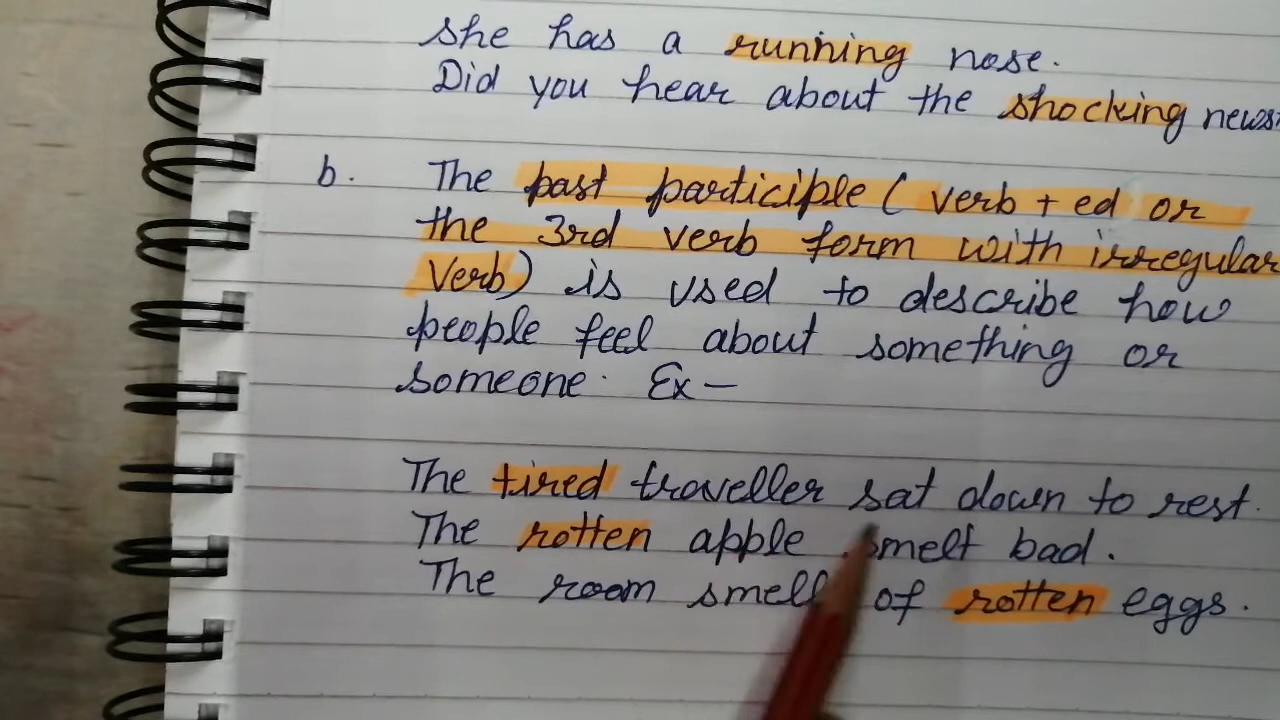 she has a running nose.
Did you hear about the shocking news
b. The past participle ( verb + ed or
the 3rd verb form with irregular
verb) is used to describe how
people feel about something or
someone. Ex –
The tired traveller sat down to rest.
The rotten apple smelt bad.
The room smelt of rotten eggs.